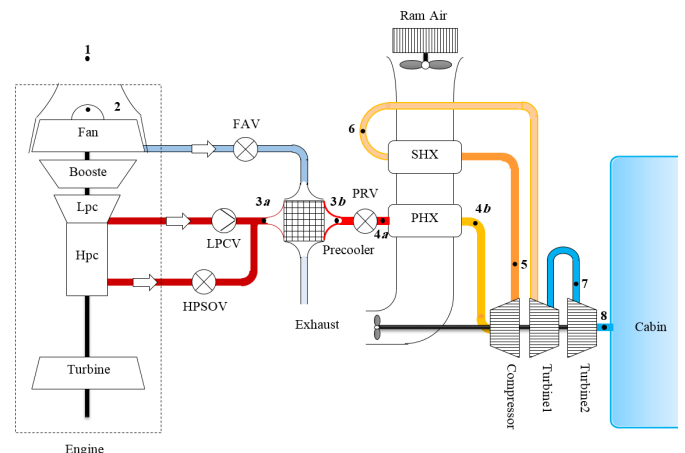 Ram Air
1
2
Fan
FAV
6
SHX
Booste
Lpc
3a
3b
PRV
PHX
4b
4a
Hpc
LPCV
Precooler
5
7
HPSOV
8
Cabin
Exhaust
Turbine
Compressor
Turbine1
Turbine2
Engine